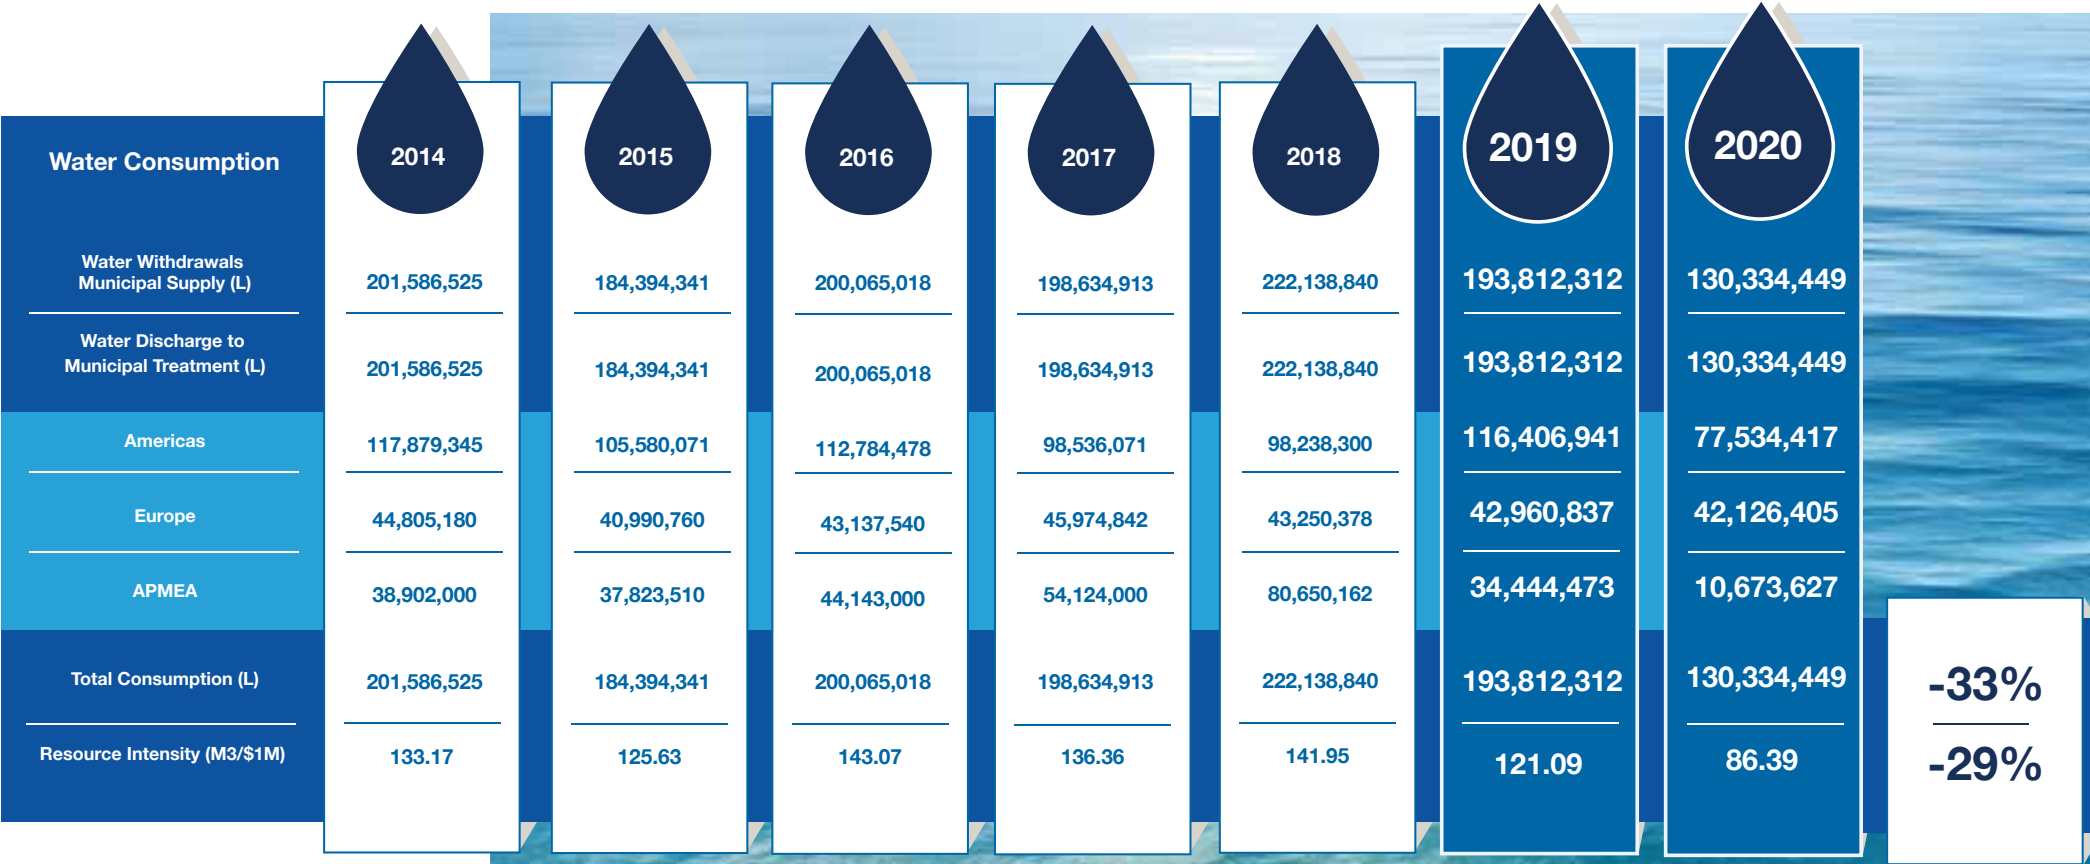 Water Consumption 2014 2015 2016 2017 2018 2019 2020
Water Withdrawals
Municipal Supply (L) 201,586,525 184,394,341 200,065,018 198,634,913 222,138,840 193,812,312 130,334,449
Water Discharge to
Municipal Treatment (L) 201,586,525 184,394,341 200,065,018 198,634,913 222,138,840 193,812,312 130,334,449
Americas 117,879,345 105,580,071 112,784,478 98,536,071 98,238,300 116,406,941 77,534,417
Europe 44,805,180 40,990,760 43,137,540 45,974,842 43,250,378 42,960,837 42,126,405
APMEA 38,902,000 37,823,510 44,143,000 54,124,000 80,650,162 34,444,473 10,673,627
Total Consumption (L) 201,586,525 184,394,341 200,065,018 198,634,913 222,138,840 193,812,312 130,334,449 -33%
Resource Intensity (M3/$1M) 133.17 125.63 143.07 136.36 141.95 121.09 86.39 -29%